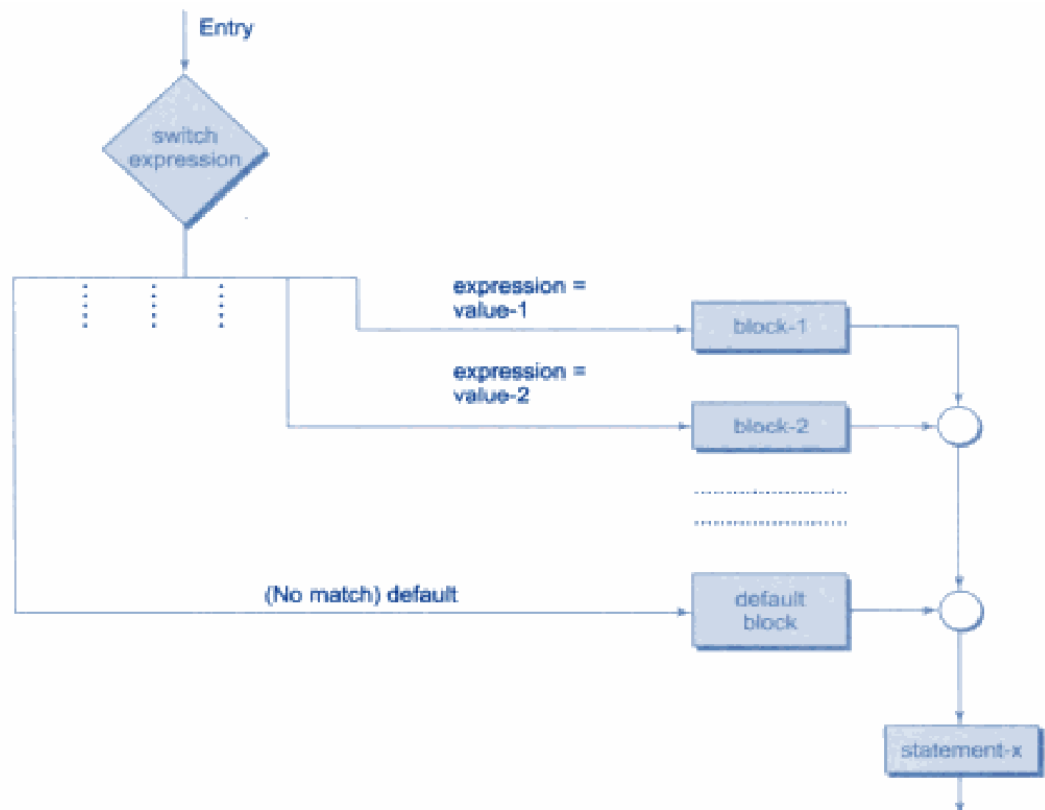 Entry
switch
expression
expression =
value-1
block-1
expression =
value-2
block-2
(No match) default
default
block
statement-x